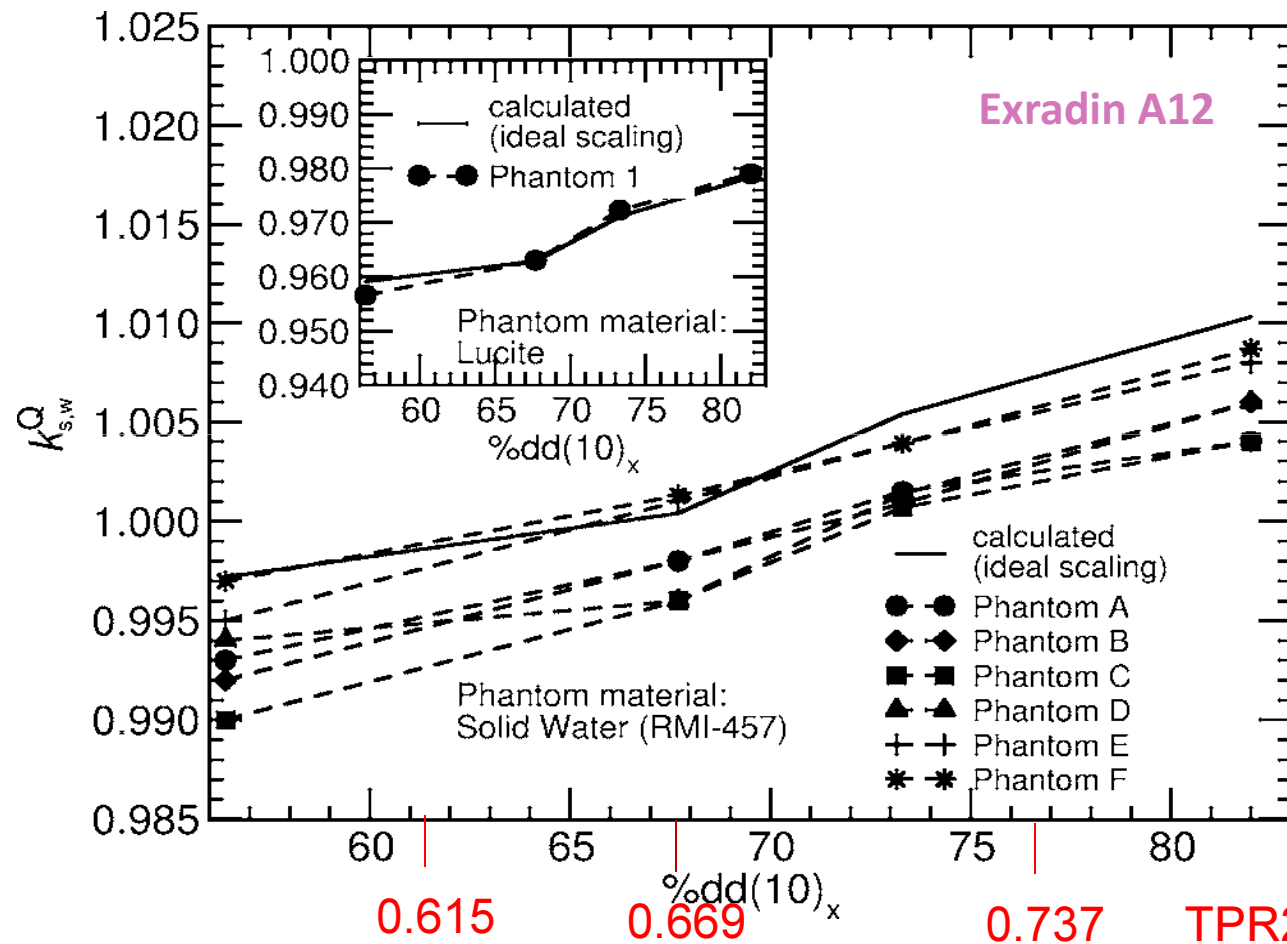 Exradin A12
1.025
1.020
1.015
1.010
1.005
1.000
0.995
0.990
0.985
k
Q
s,w
1.000
0.990
0.980
0.970
0.960
0.950
0.940
calculated
(ideal scaling)
Phantom 1
Phantom material:
Lucite
60 70 80
%dd(10)x
calculated
(ideal scaling)
Phantom A
Phantom B
Phantom C
Phantom D
Phantom E
Phantom F
Phantom material:
Solid Water (RMI-457)
60 65 70 75 80
%dd(10)x
0.615 0.669 0.737 TPR2